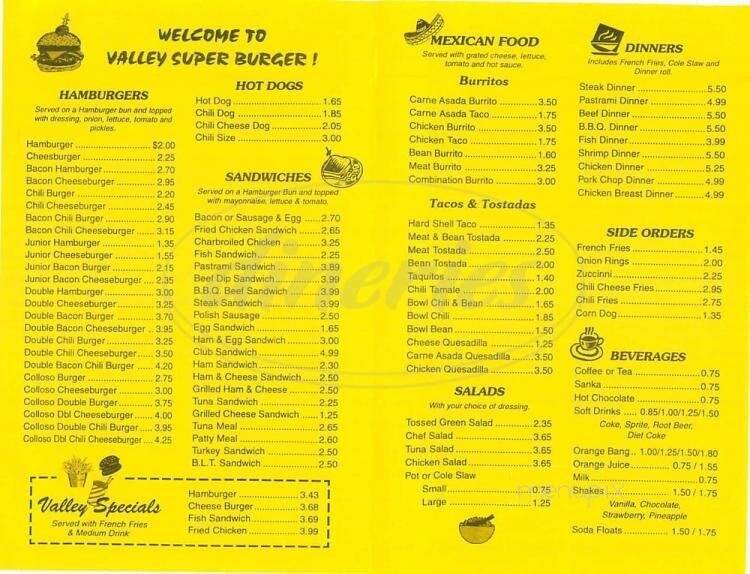 WELCOME TO
VALLEY SUPER BURGER !
HAMBURGERS
Served on a Hamburger bun and topped
with dressing, onion, lettuce, tomato and
pickles.
Hamburger $2.00
Cheesburger 2.25
Bacon Hamburger 2.70
Bacon Cheeseburger 2.95
Chili Burger 2.20
Chili Cheeseburger 2.45
Bacon Chili Burger 2.90
Bacon Chili Cheeseburger 3.15
Junior Hamburger 1.35
Junior Cheeseburger 1.55
Junior Bacon Burger 2.15
Junior Bacon Cheeseburger 2.35
Double Hamburger 3.00
Double Cheeseburger 3.25
Double Bacon Burger 3.70
Double Bacon Cheeseburger 3.95
Double Chili Burger 3.25
Double Chili Cheeseburger 3.50
Double Bacon Chili Burger 4.20
Colloso Burger 2.75
Colloso Cheeseburger 3.00
Colloso Double Burger 3.75
Colloso Dbl Cheeseburger 4.00
Colloso Double Chili Burger 3.95
Colloso Dbl Chili Cheeseburger 4.25
HOT DOGS
Hot Dog 1.65
Chili Dog 1.85
Chili Cheese Dog 2.05
Chili Size 3.00
SANDWICHES
Served on a Hamburger Bun and topped
with mayonnaise, lettuce & tomato.
Bacon or Sausage & Egg 2.70
Fried Chicken Sandwich 2.65
Charbroiled Chicken 3.25
Fish Sandwich 2.25
Pastrami Sandwich 3.89
Beef Dip Sandwich 3.99
B.B.Q. Beef Sandwich 3.99
Steak Sandwich 3.99
Polish Sausage 2.50
Egg Sandwich 1.65
Ham & Egg Sandwich 3.00
Club Sandwich 4.99
Ham Sandwich 2.30
Ham & Cheese Sandwich 2.50
Grilled Ham & Cheese 2.50
Tuna Sandwich 2.25
Grilled Cheese Sandwich 1.25
Tuna Meal 2.65
Patty Meal 2.60
Turkey Sandwich 2.50
B.L.T. Sandwich 2.50
Valley Specials
Served with French Fries
& Medium Drink
Hamburger 3.43
Cheese Burger 3.68
Fish Sandwich 3.69
Fried Chicken 3.99
MEXICAN FOOD
Served with grated cheese, lettuce,
tomato and hot sauce.
Burritos
Carne Asada Burrito 3.50
Carne Asada Taco 1.75
Chicken Burrito 3.50
Chicken Taco 1.75
Bean Burrito 1.60
Meat Burrito 3.25
Combination Burrito 3.00
Tacos & Tostadas
Hard Shell Taco 1.35
Meat & Bean Tostada 2.25
Meat Tostada 2.50
Bean Tostada 2.00
Taquitos 1.40
Chili Tamale 2.00
Bowl Chili & Bean 1.65
Bowl Chili 1.85
Bowl Bean 1.50
Cheese Quesadilla 1.25
Carne Asada Quesadilla 3.50
Chicken Quesadilla 3.50
SALADS
With your choice of dressing.
Tossed Green Salad 2.35
Chef Salad 3.65
Tuna Salad 3.65
Chicken Salad 3.65
Pot or Cole Slaw
Small 0.75
Large 1.25
DINNERS
Includes French Fries, Cole Slaw and
Dinner roll.
Steak Dinner 5.50
Pastrami Dinner 4.99
Beef Dinner 5.50
B.B.Q. Dinner 5.50
Fish Dinner 3.99
Shrimp Dinner 5.50
Chicken Dinner 5.25
Pork Chop Dinner 4.99
Chicken Breast Dinner 4.99
SIDE ORDERS
French Fries 1.45
Onion Rings 2.00
Zuccinni 2.25
Chili Cheese Fries 2.95
Chili Fries 2.75
Corn Dog 1.35
BEVERAGES
Coffee or Tea 0.75
Sanka 0.75
Hot Chocolate 0.75
Soft Drinks 0.85/1.00/1.25/1.50
Coke, Sprite, Root Beer,
Diet Coke
Orange Bang 1.00/1.25/1.50/1.80
Orange Juice 0.75 / 1.55
Milk 0.75
Shakes 1.50 / 1.75
Vanilla, Chocolate,
Strawberry, Pineapple
Soda Floats 1.50 / 1.75
dineries
menupix